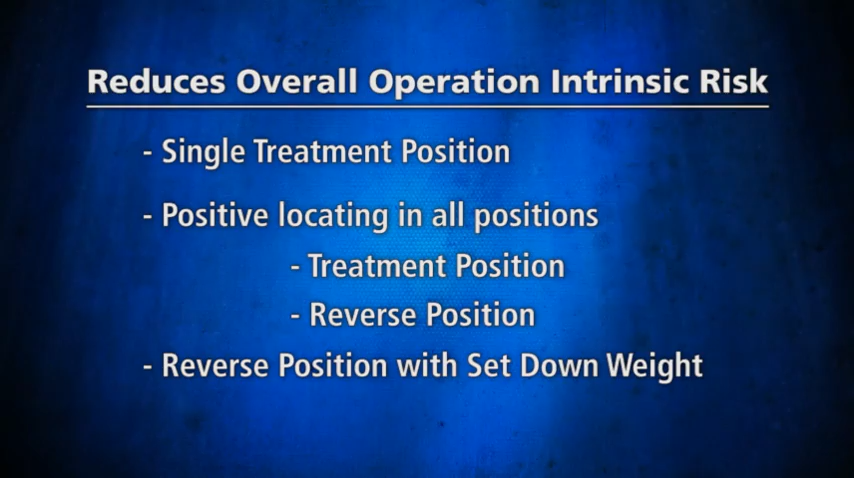 Reduces Overall Operation Intrinsic Risk
- Single Treatment Position
- Positive locating in all positions
- Treatment Position
- Reverse Position
- Reverse Position with Set Down Weight